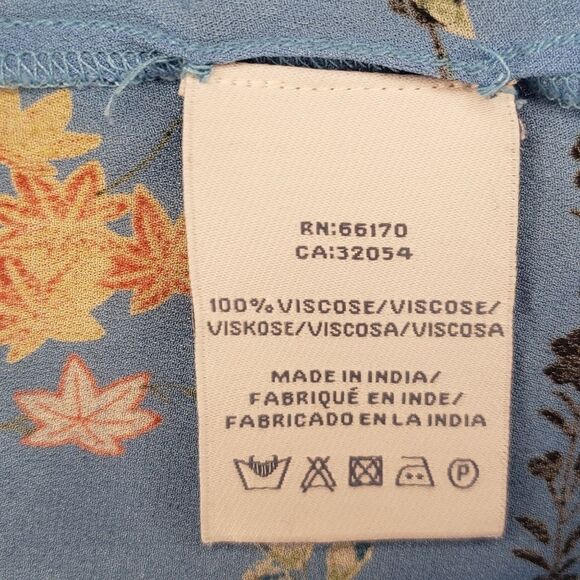 RN:66170
CA:32054
100% VISCOSE/VISCOSE/
VISKOSE/VISCOSA/VISCOSA
MADE IN INDIA/
FABRIQUÉ EN INDE/
FABRICADO EN LA INDIA
P